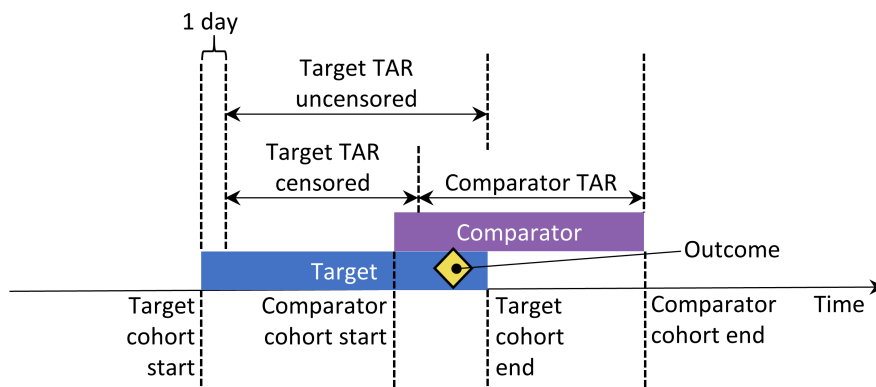 1 day
Target TAR
uncensored
Target TAR
censored
Comparator TAR
Comparator
Target
Outcome
Target
cohort
start
Comparator
cohort start
Target
cohort
end
Comparator
cohort end
Time